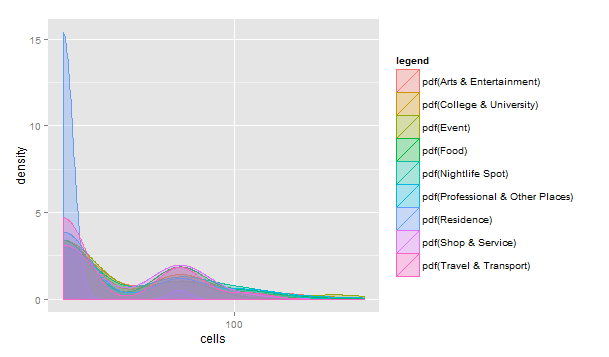 15
10
5
0
density
100
cells
legend
pdf(Arts & Entertainment)
pdf(College & University)
pdf(Event)
pdf(Food)
pdf(Nightlife Spot)
pdf(Professional & Other Places)
pdf(Residence)
pdf(Shop & Service)
pdf(Travel & Transport)